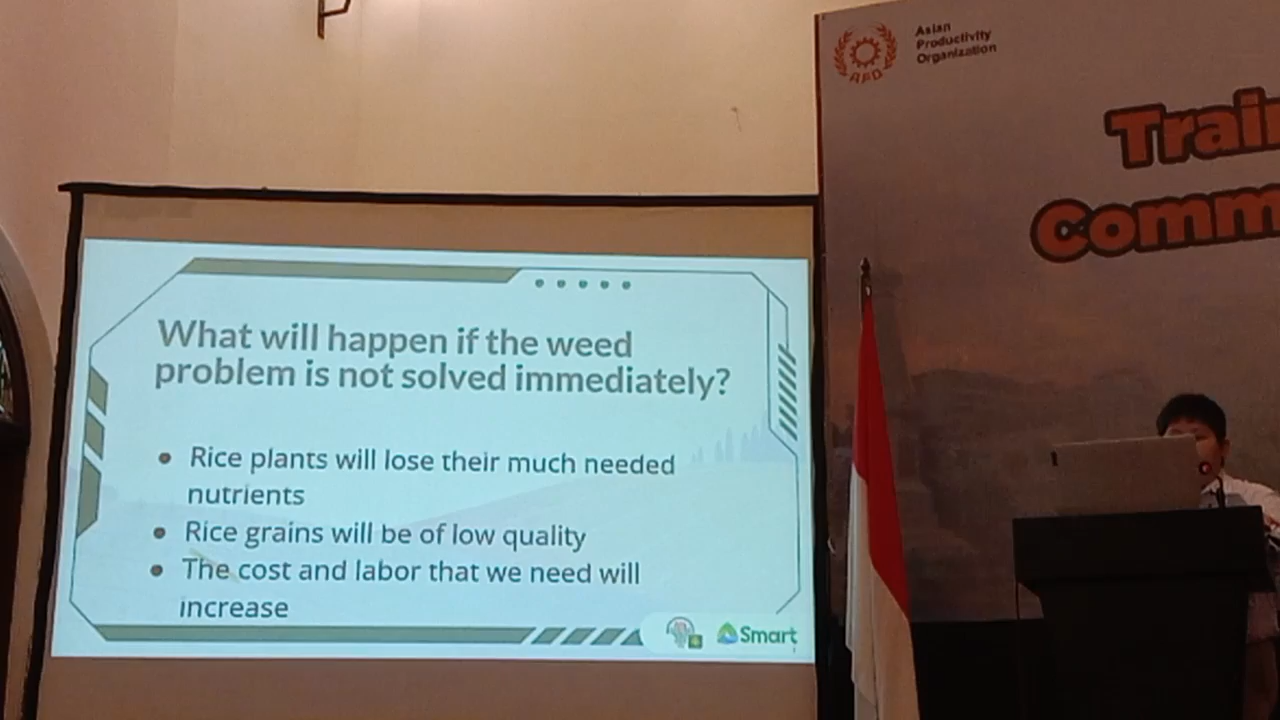 Asian
Productivity
Organization
APO
Train
Comm
What will happen if the weed
problem is not solved immediately?
Rice plants will lose their much needed
nutrients
Rice grains will be of low quality
The cost and labor that we need will
increase
Smart